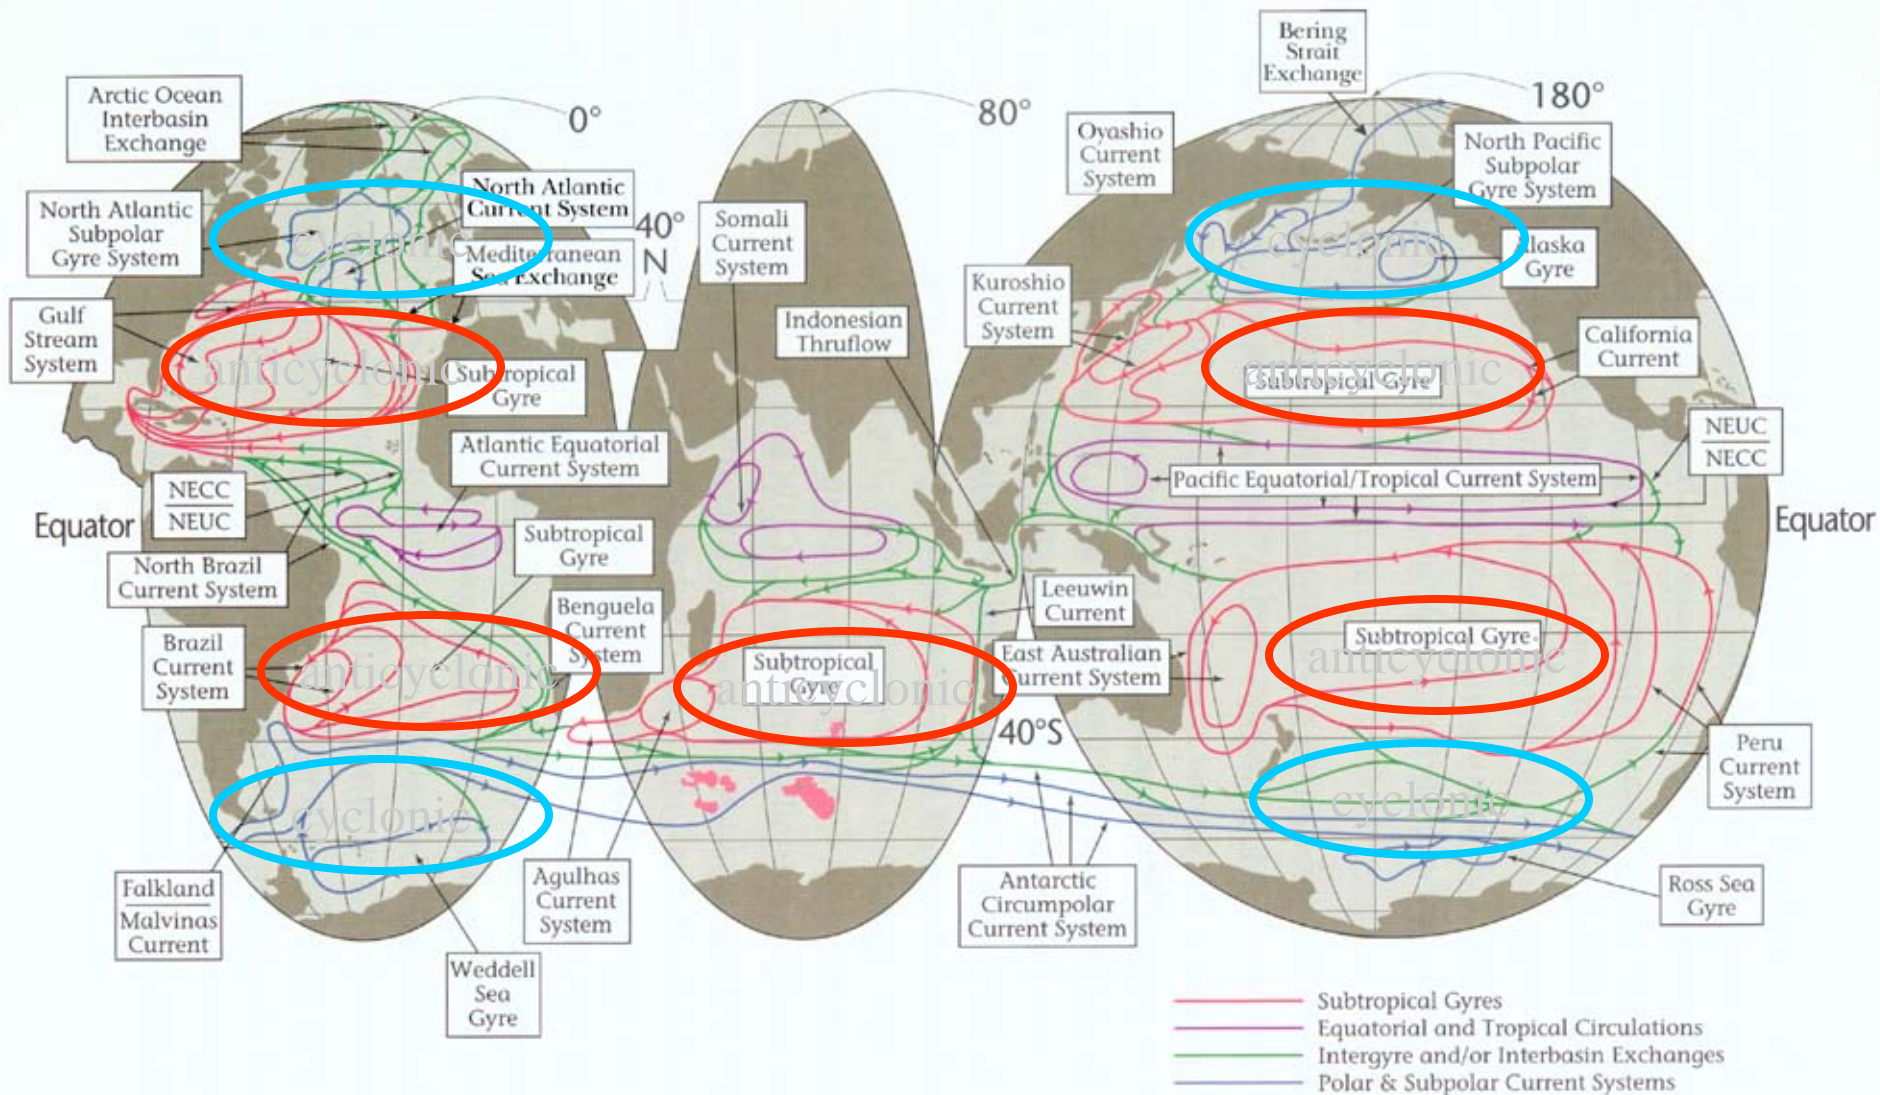 Bering
Strait
Exchange
Arctic Ocean
Interbasin
Exchange
0°
80°
180°
Oyashio
Current
System
North Pacific
Subpolar
Gyre System
North Atlantic
Current System
North Atlantic
Subpolar
Gyre System
40°
N
Somali
Current
System
cyclonic
cyclonic
Mediterranean
Sea Exchange
Alaska
Gyre
Kuroshio
Current
System
Gulf
Stream
System
Indonesian
Thruflow
California
Current
anticyclonic
Subtropical
Gyre
anticyclonic
Subtropical Gyre
Atlantic Equatorial
Current System
NEUC
NECC
Pacific Equatorial/Tropical Current System
NECC
NEUC
Equator
Equator
Subtropical
Gyre
North Brazil
Current System
Leeuwin
Current
Benguela
Current
System
Brazil
Current
System
anticyclonic
Subtropical
Gyre
anticyclonic
East Australian
Current System
Subtropical Gyre
anticyclonic
40°S
Peru
Current
System
cyclonic
cyclonic
Falkland
Malvinas
Current
Agulhas
Current
System
Antarctic
Circumpolar
Current System
Ross Sea
Gyre
Weddell
Sea
Gyre
Subtropical Gyres
Equatorial and Tropical Circulations
Intergyre and/or Interbasin Exchanges
Polar & Subpolar Current Systems